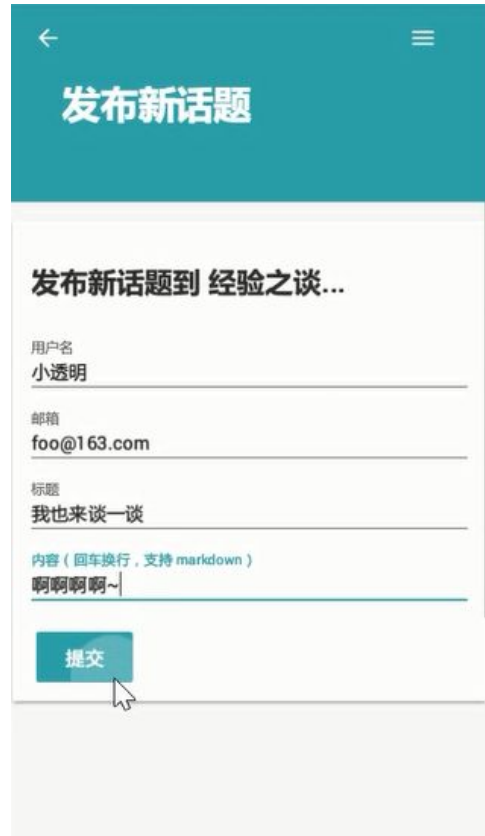 发布新话题
发布新话题到 经验之谈...
用户名
小透明
邮箱
foo@163.com
标题
我也来谈一谈
内容（回车换行，支持 markdown）
啊啊啊啊~
提交